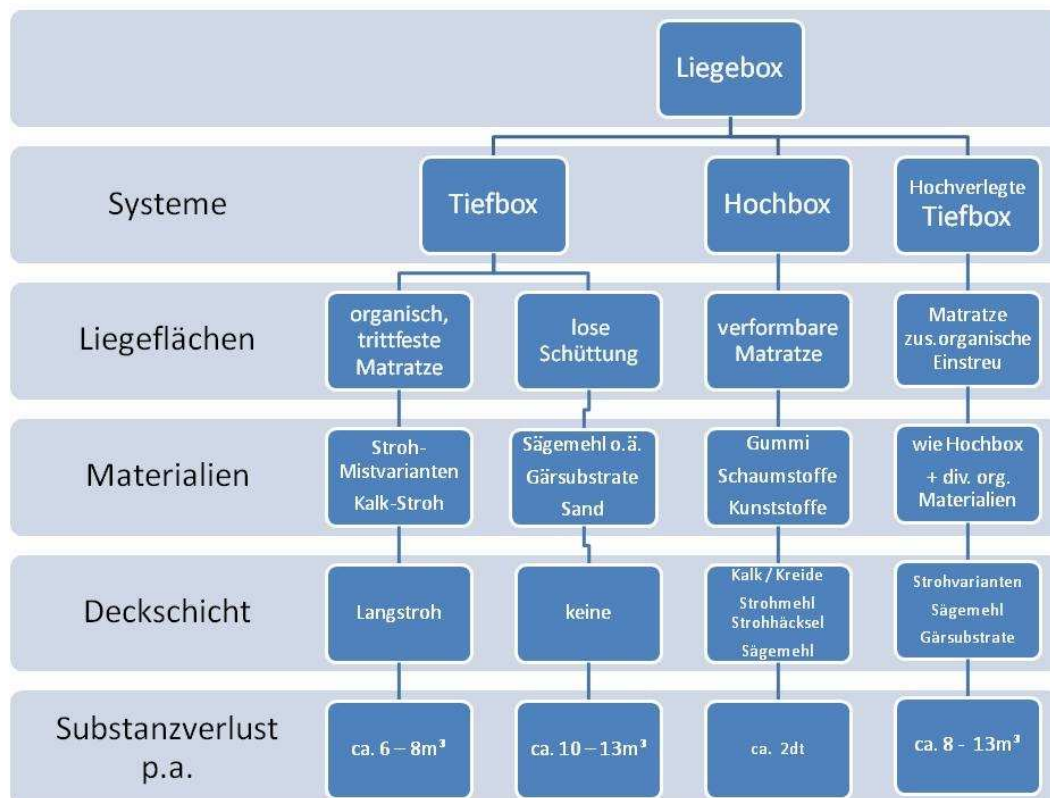 Liegebox
Systeme
Tiefbox
Hochbox
Hochverlegte
Tiefbox
Liegeflächen
organisch,
trittfeste
Matratze
lose
Schüttung
verformbare
Matratze
Matratze
zus.organische
Einstreu
Materialien
Stroh-
Mistvarianten
Kalk-Stroh
Sägemehl o.ä.
Gärsubstrate
Sand
Gummi
Schaumstoffe
Kunststoffe
wie Hochbox
+ div. org.
Materialien
Deckschicht
Langstroh
keine
Kalk / Kreide
Strohmehl
Strohhäcksel
Sägemehl
Strohvarianten
Sägemehl
Gärsubstrate
Substanzverlust
p.a.
ca. 6 – 8m³
ca. 10 – 13m³
ca. 2dt
ca. 8 - 13m³